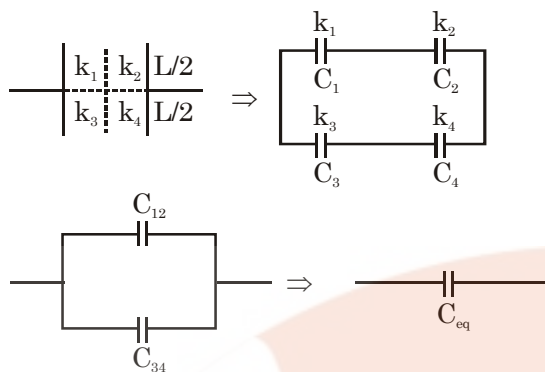 k₁ k₂ L/2
k₃ k₄ L/2
⇒
k₁ k₂
C₁ C₂
k₃ k₄
C₃ C₄
C₁₂
C₃₄
⇒
C_eq